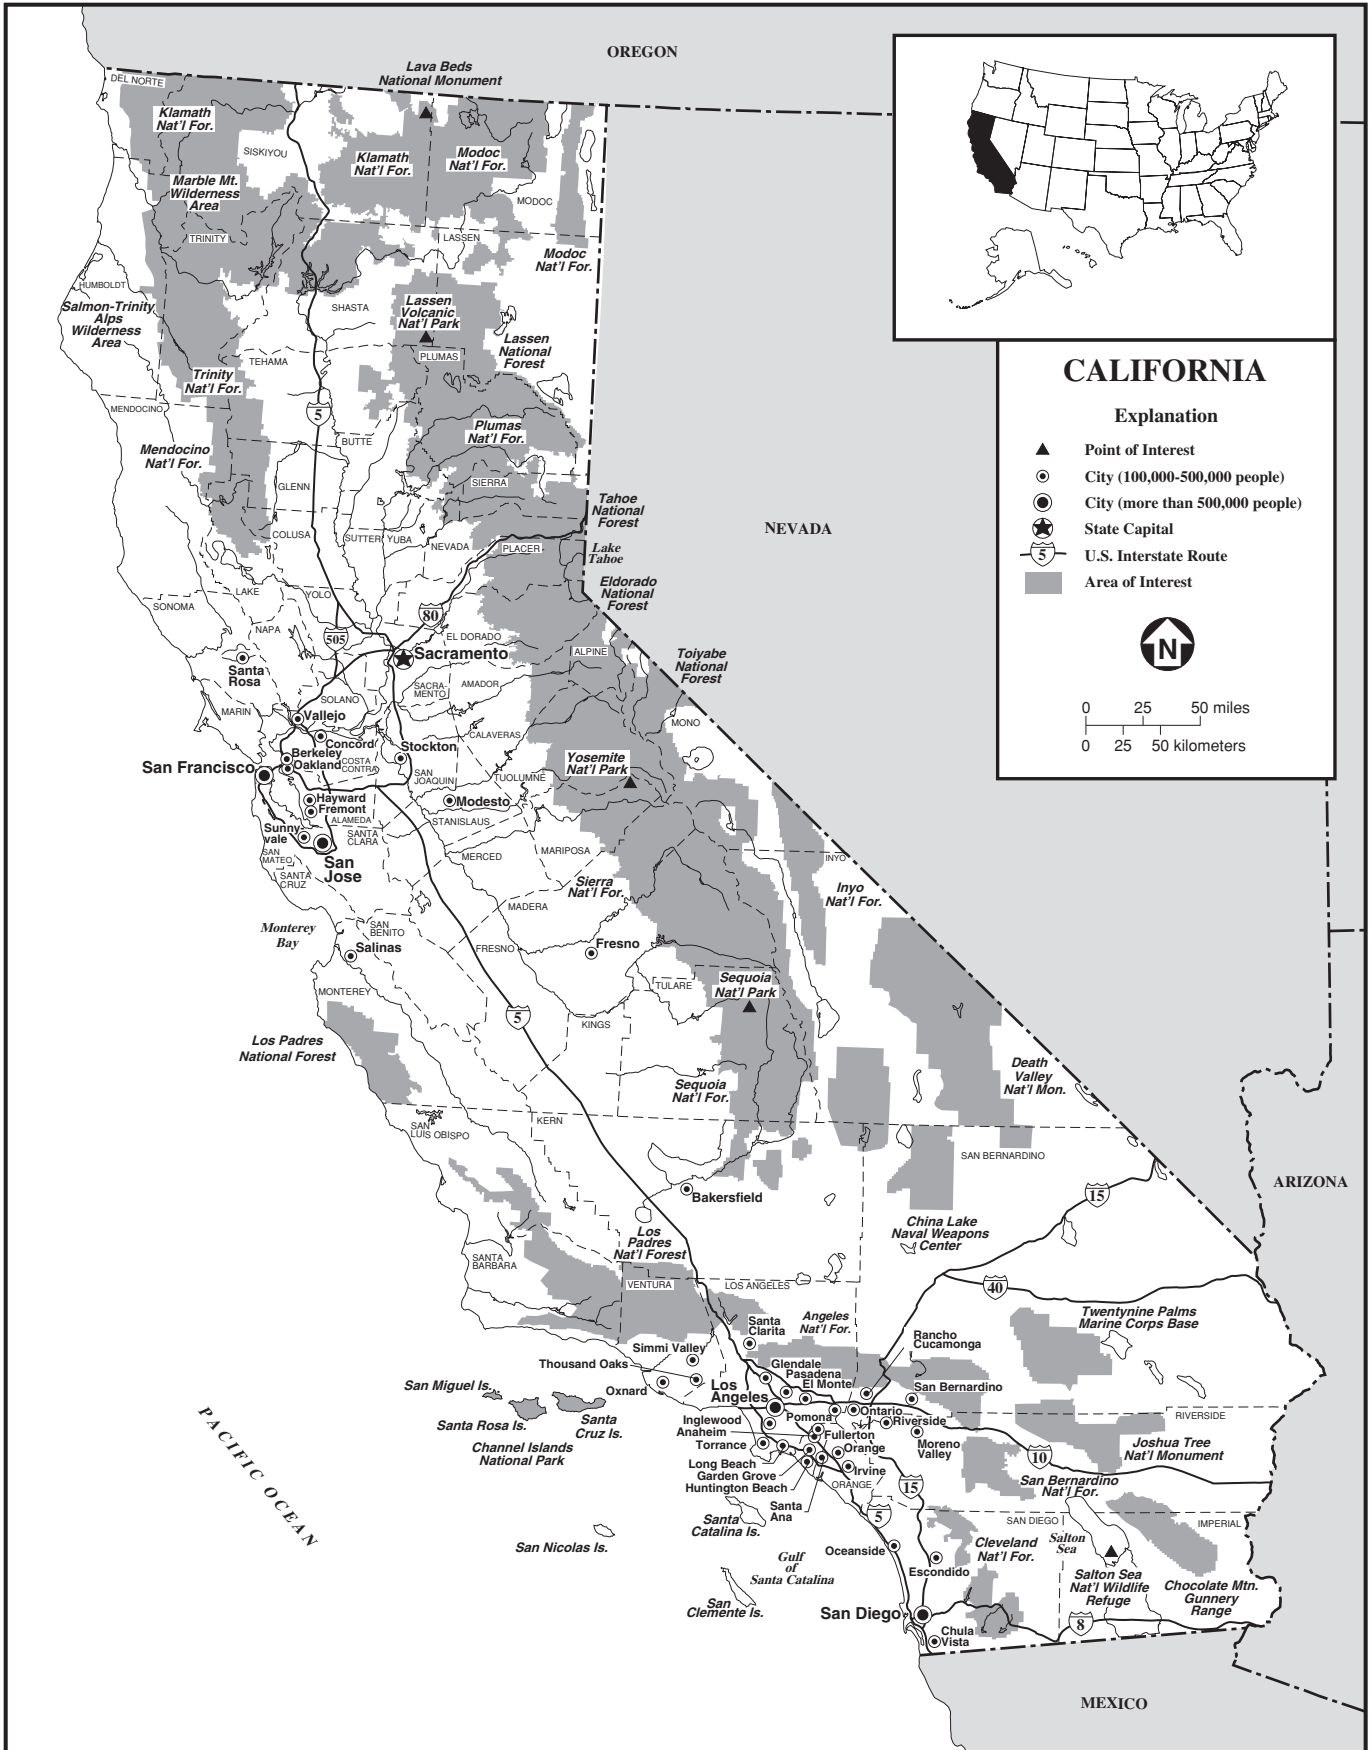 OREGON
Lava Beds
National Monument
DEL NORTE
Klamath
Nat'l For.
SISKIYOU
Klamath
Nat'l For.
Modoc
Nat'l For.
Marble Mt.
Wilderness
Area
MODOC
TRINITY
LASSEN
Modoc
Nat'l For.
HUMBOLDT
Salmon-Trinity
Alps
Wilderness
Area
SHASTA
Lassen
Volcanic
Nat'l Park
Lassen
National
Forest
TEHAMA
PLUMAS
Trinity
Nat'l For.
MENDOCINO
5
BUTTE
Plumas
Nat'l For.
Mendocino
Nat'l For.
GLENN
SIERRA
Tahoe
National
Forest
COLUSA
SUTTER
YUBA
NEVADA
PLACER
Lake
Tahoe
Eldorado
National
Forest
LAKE
YOLO
SONOMA
NAPA
80
505
EL DORADO
Sacramento
ALPINE
Toiyabe
National
Forest
Santa
Rosa
SACRA-
MENTO
AMADOR
SOLANO
MARIN
Vallejo
MONO
CALAVERAS
Concord
Stockton
Berkeley
Oakland
COSTA
CONTRA
San Francisco
SAN
JOAQUIN
TUOLUMNE
Yosemite
Nat'l Park
Hayward
Fremont
Modesto
ALAMEDA
STANISLAUS
Sunny-
vale
SANTA
CLARA
SAN
MATEO
San
Jose
MERCED
MARIPOSA
INYO
SANTA
CRUZ
Sierra
Nat'l For.
Inyo
Nat'l For.
MADERA
Monterey
Bay
SAN
BENITO
Salinas
FRESNO
Fresno
MONTEREY
TULARE
Sequoia
Nat'l Park
5
KINGS
Los Padres
National Forest
Death
Valley
Nat'l Mon.
Sequoia
Nat'l For.
SAN
LUIS OBISPO
KERN
SAN BERNARDINO
Bakersfield
15
ARIZONA
China Lake
Naval Weapons
Center
Los
Padres
Nat'l Forest
SANTA
BARBARA
VENTURA
LOS ANGELES
40
Santa
Clarita
Angeles
Nat'l For.
Twentynine Palms
Marine Corps Base
Rancho
Cucamonga
Simmi Valley
Thousand Oaks
Glendale
Pasadena
El Monte
San Bernardino
San Miguel Is.
Oxnard
Los
Angeles
Santa Rosa Is.
Santa
Cruz Is.
Channel Islands
National Park
Inglewood
Anaheim
Torrance
Pomona
Ontario
Riverside
RIVERSIDE
Fullerton
Orange
Moreno
Valley
Joshua Tree
Nat'l Monument
Long Beach
Garden Grove
Huntington Beach
Irvine
10
San Bernardino
Nat'l For.
ORANGE
15
Santa
Ana
Santa
Catalina Is.
5
SAN DIEGO
Salton
Sea
IMPERIAL
PACIFIC OCEAN
San Nicolas Is.
Oceanside
Cleveland
Nat'l For.
Gulf
of
Santa Catalina
Escondido
Salton Sea
Nat'l Wildlife
Refuge
Chocolate Mtn.
Gunnery
Range
San
Clemente Is.
San Diego
8
Chula
Vista
MEXICO
NEVADA
CALIFORNIA
Explanation
Point of Interest
City (100,000-500,000 people)
City (more than 500,000 people)
State Capital
5
U.S. Interstate Route
Area of Interest
N
0 25 50 miles
0 25 50 kilometers